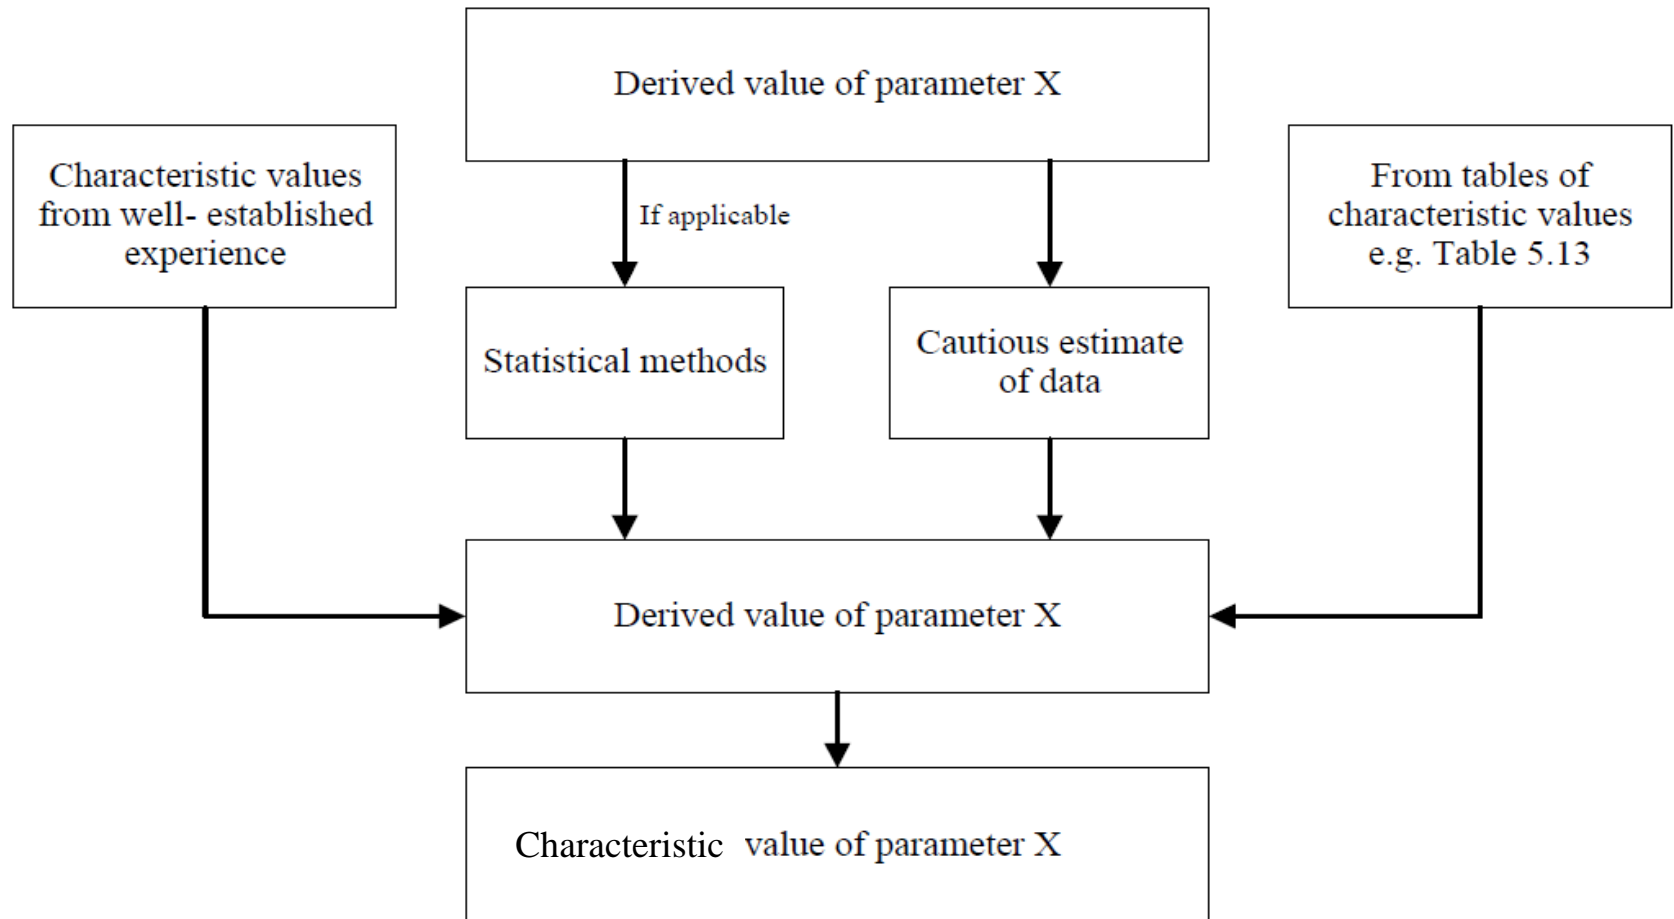 Derived value of parameter X
Characteristic values
from well- established
experience
If applicable
From tables of
characteristic values
e.g. Table 5.13
Statistical methods
Cautious estimate
of data
Derived value of parameter X
Characteristic value of parameter X